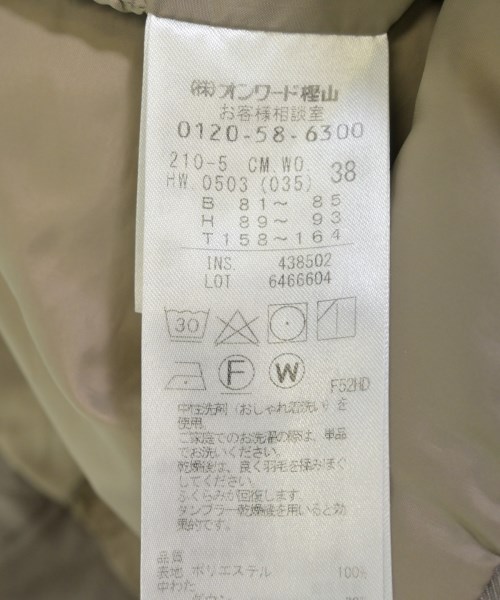 (株)オンワード樫山
お客様相談室
0120-58-6300
210-5 CM.WO. 38
HW. 0503 (035)
B 81~ 85
H 89~ 93
T 158~164
INS. 438502
LOT 6466604
30
F W F52HD
中性洗剤(おしゃれ着洗い)を
使用。
ご家庭でのお洗濯の際は、単品
でお洗いください。
乾燥後は、良く羽毛を揉みほぐ
してください。
ふくらみが回復します。
タンブラー乾燥機を用いると効
果的です。
品質
表地 ポリエステル 100%
中わた
ダウン